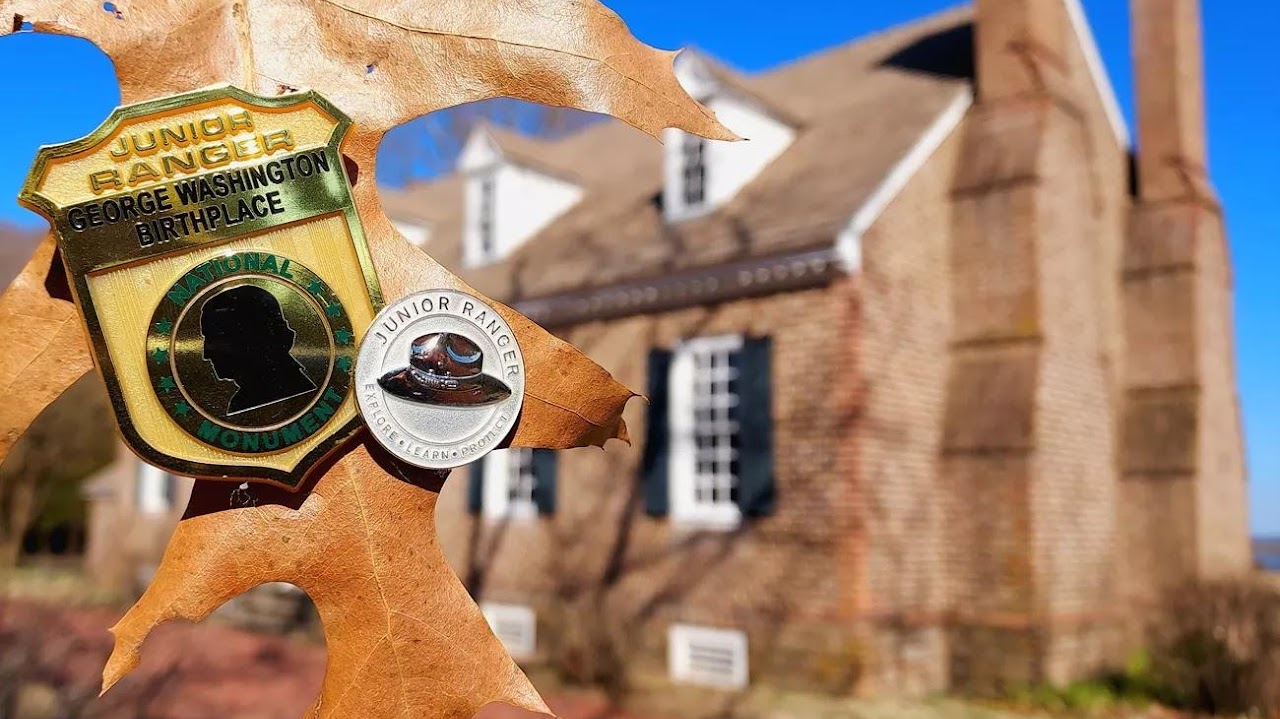 JUNIOR
RANGER
GEORGE WASHINGTON
BIRTHPLACE
NATIONAL
MONUMENT
JUNIOR RANGER
EXPLORE • LEARN • PROTECT